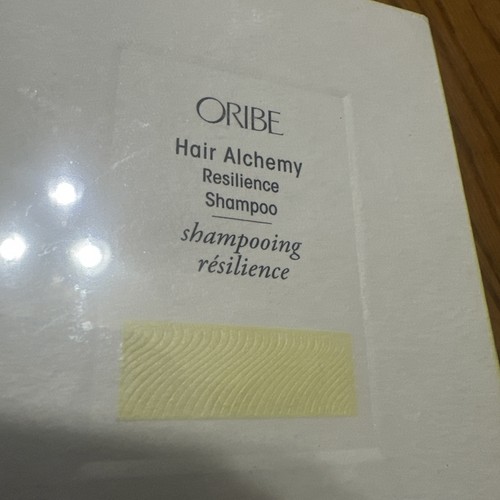 ORIBE
Hair Alchemy
Resilience
Shampoo
shampooing
résilience